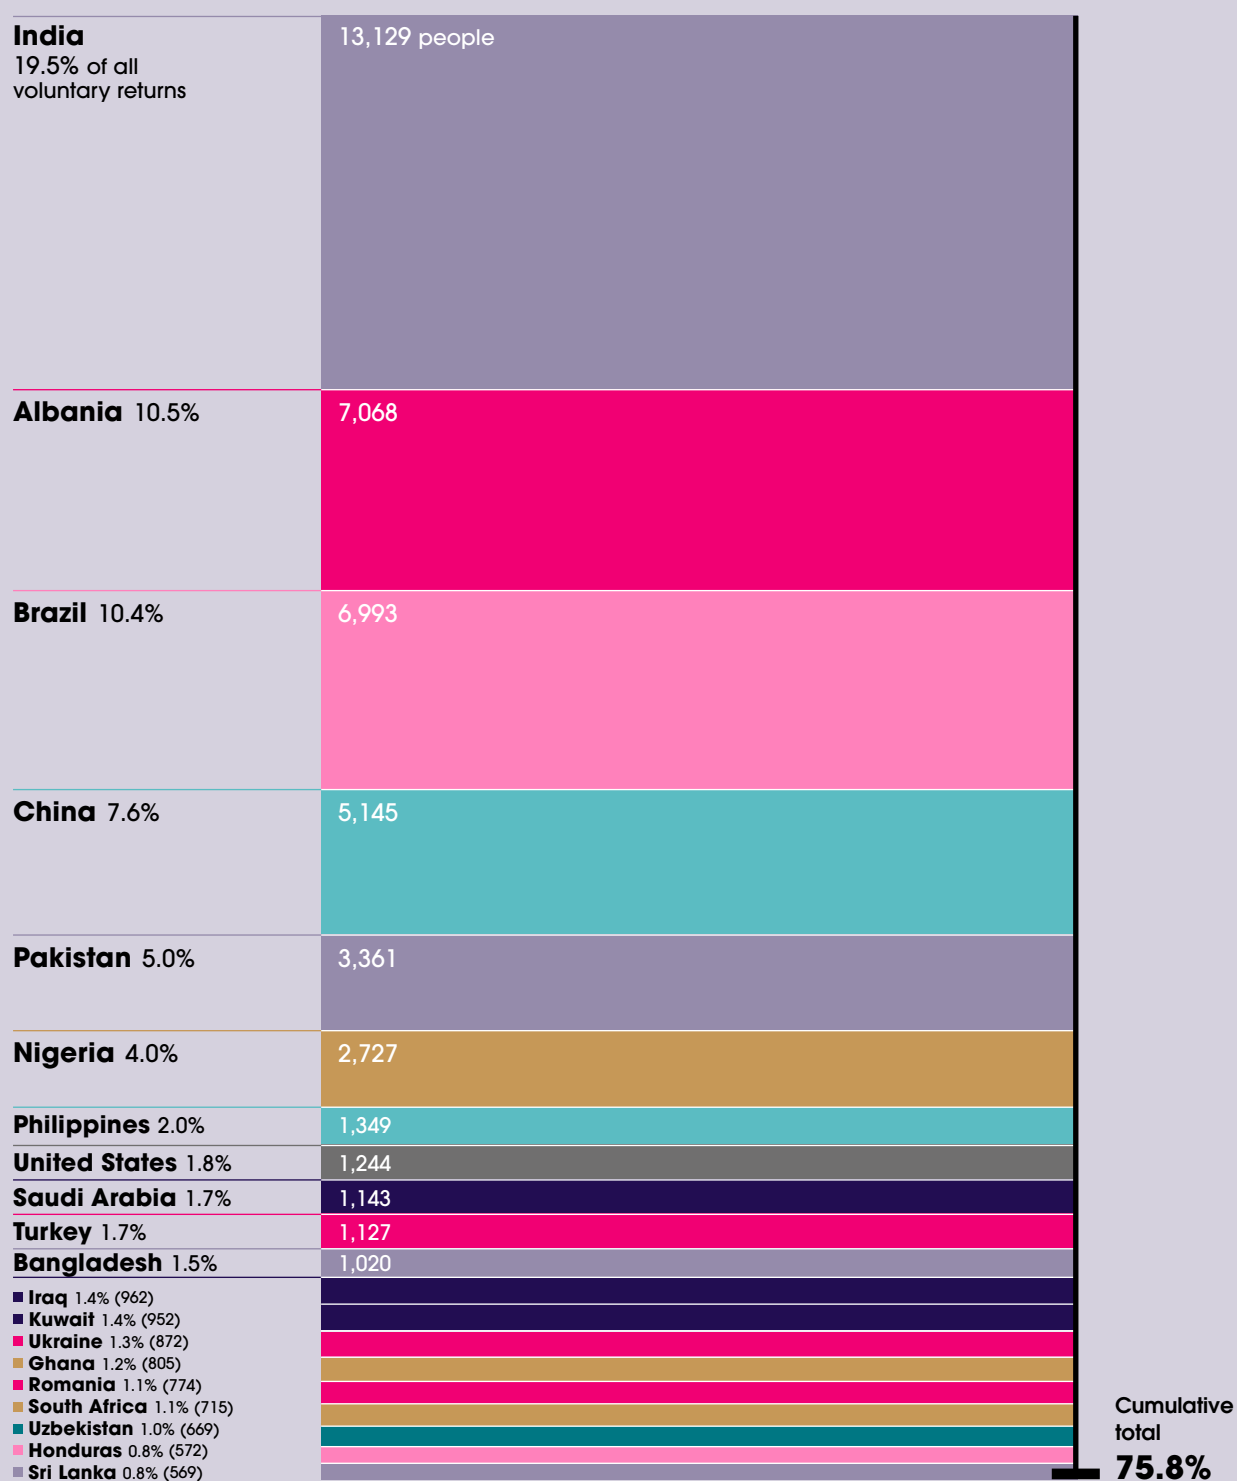 India
19.5% of all
voluntary returns
13,129 people
Albania 10.5%
7,068
Brazil 10.4%
6,993
China 7.6%
5,145
Pakistan 5.0%
3,361
Nigeria 4.0%
2,727
Philippines 2.0%
1,349
United States 1.8%
1,244
Saudi Arabia 1.7%
1,143
Turkey 1.7%
1,127
Bangladesh 1.5%
1,020
Iraq 1.4% (962)
Kuwait 1.4% (952)
Ukraine 1.3% (872)
Ghana 1.2% (805)
Romania 1.1% (774)
South Africa 1.1% (715)
Uzbekistan 1.0% (669)
Honduras 0.8% (572)
Sri Lanka 0.8% (569)
Cumulative
total
75.8%